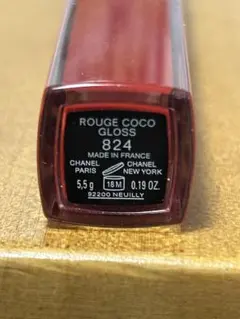 ROUGE COCO
GLOSS
824
MADE IN FRANCE
CHANEL CHANEL
PARIS NEW YORK
5,5 g 18 M 0.19 OZ.
92200 NEUILLY